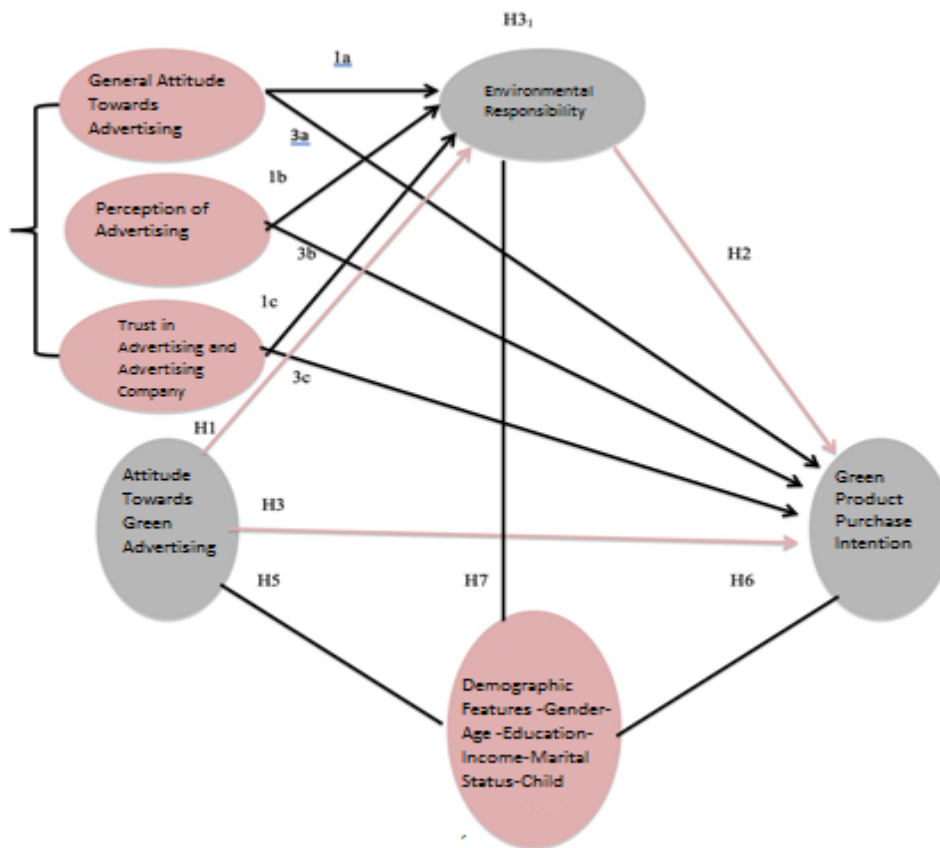 H3₁
1a
General Attitude
Towards
Advertising
Environmental
Responsibility
3a
1b
Perception of
Advertising
3b
H2
1c
Trust in
Advertising and
Advertising
Company
3c
H1
Attitude
Towards
Green
Advertising
H3
Green
Product
Purchase
Intention
H5
H7
H6
Demographic
Features -Gender-
Age -Education-
Income-Marital
Status-Child